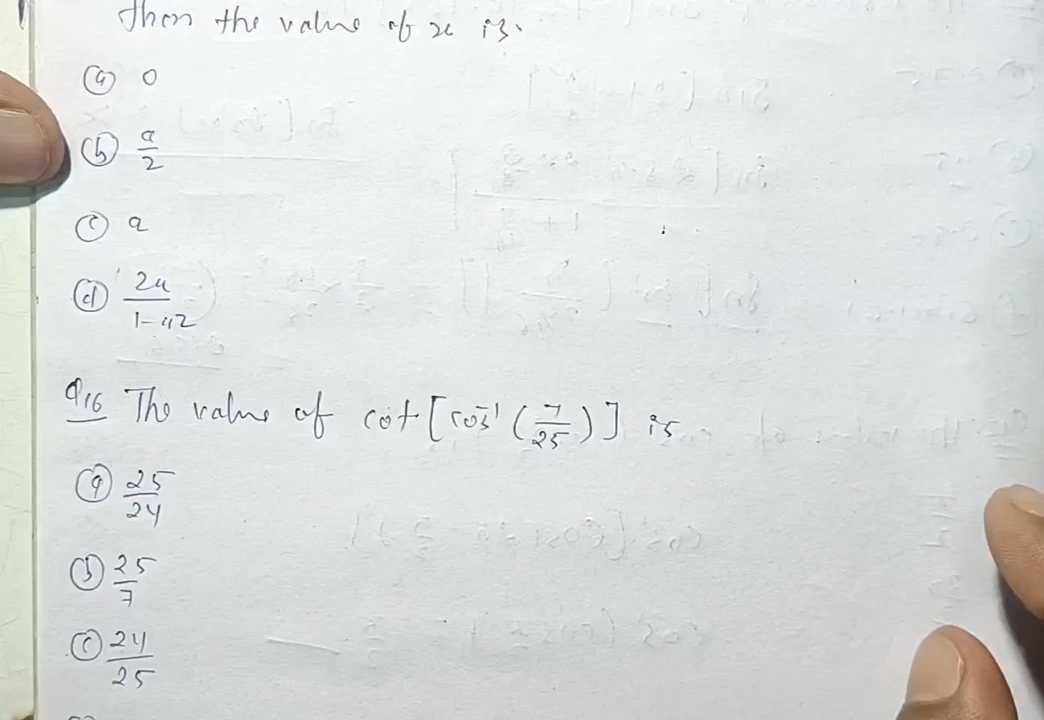 then the value of x is.
(a) 0
(b) a/2
(c) a
(d) 2a/1-a2
Q16 The value of cot[cos-1(7/25)] is
(a) 25/24
(b) 25/7
(c) 24/25